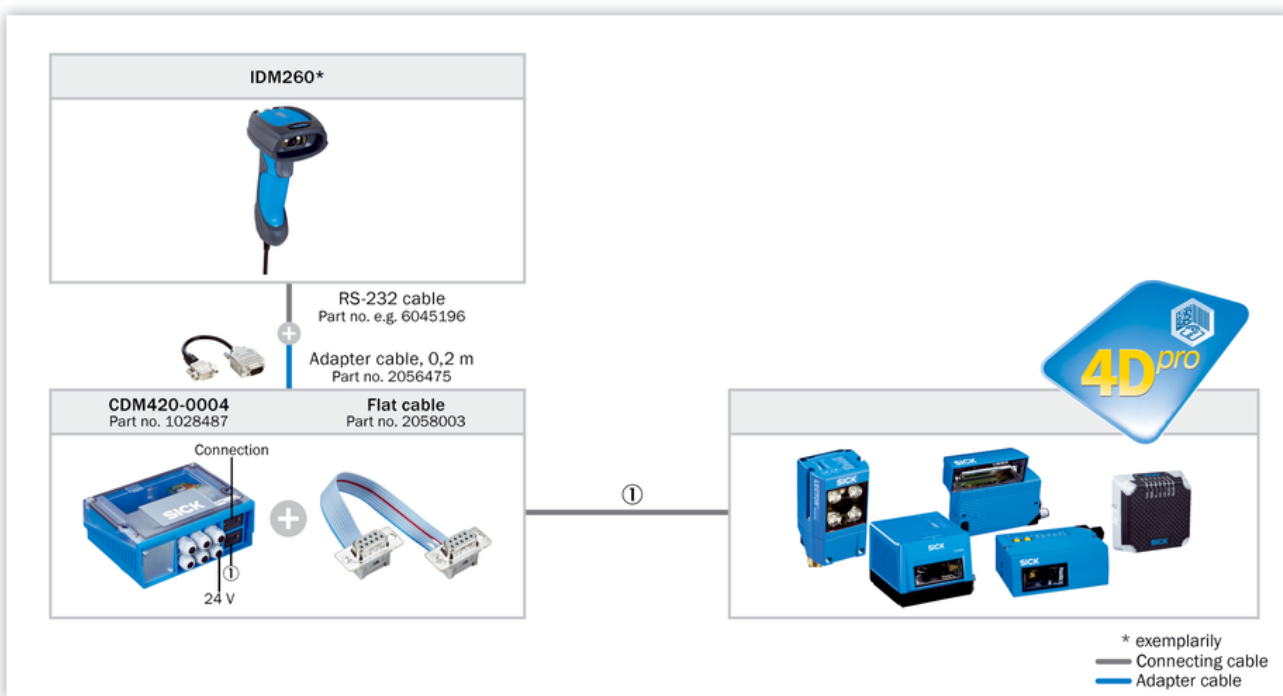 IDM260*
RS-232 cable
Part no. e.g. 6045196
Adapter cable, 0,2 m
Part no. 2056475
CDM420-0004
Part no. 1028487
Flat cable
Part no. 2058003
Connection
SICK
①
24 V
①
4Dpro
SICK
SICK
SICK
SICK
SICK
* exemplarily
Connecting cable
Adapter cable